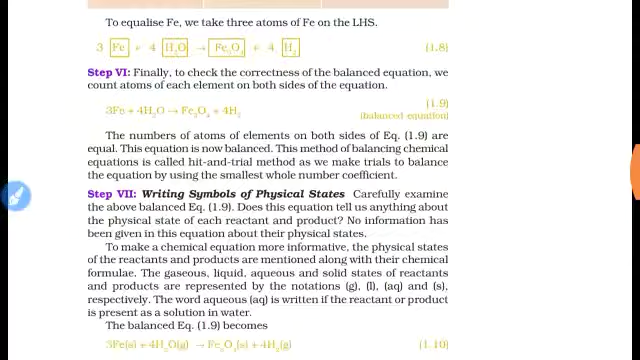 To equalise Fe, we take three atoms of Fe on the LHS.
3 Fe + 4 H₂O → Fe₃O₄ + 4 H₂ (1.8)
Step VI: Finally, to check the correctness of the balanced equation, we
count atoms of each element on both sides of the equation.
3Fe + 4H₂O → Fe₃O₄ + 4H₂ (1.9)
(balanced equation)
The numbers of atoms of elements on both sides of Eq. (1.9) are
equal. This equation is now balanced. This method of balancing chemical
equations is called hit-and-trial method as we make trials to balance
the equation by using the smallest whole number coefficient.
Step VII: Writing Symbols of Physical States Carefully examine
the above balanced Eq. (1.9). Does this equation tell us anything about
the physical state of each reactant and product? No information has
been given in this equation about their physical states.
To make a chemical equation more informative, the physical states
of the reactants and products are mentioned along with their chemical
formulae. The gaseous, liquid, aqueous and solid states of reactants
and products are represented by the notations (g), (l), (aq) and (s),
respectively. The word aqueous (aq) is written if the reactant or product
is present as a solution in water.
The balanced Eq. (1.9) becomes
3Fe(s) + 4H₂O(g) → Fe₃O₄(s) + 4H₂(g) (1.10)